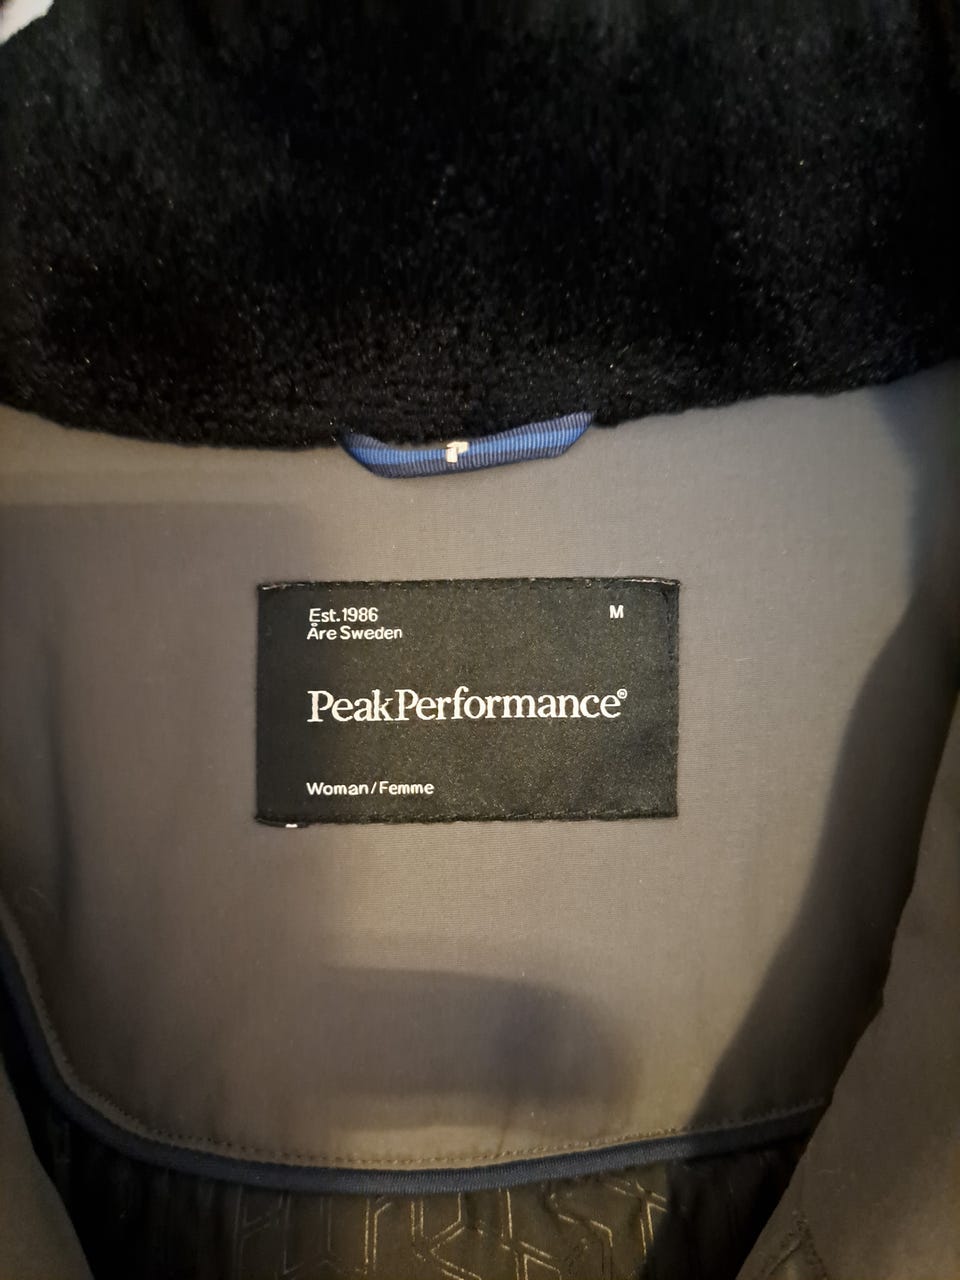 P
Est.1986
M
Åre Sweden
PeakPerformance®
Woman/Femme